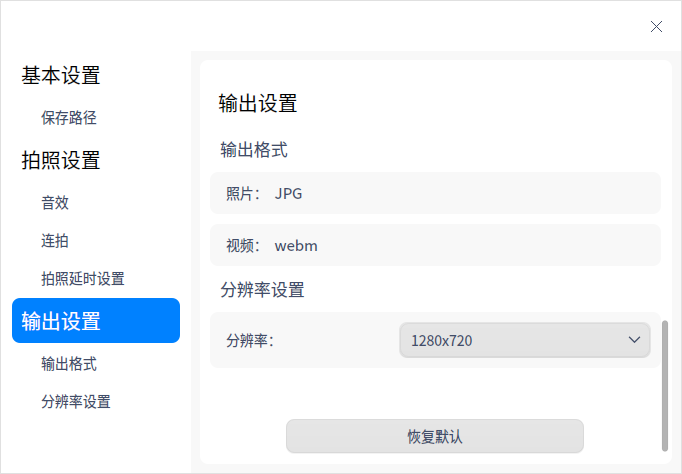 基本设置
保存路径
拍照设置
音效
连拍
拍照延时设置
输出设置
输出格式
分辨率设置
输出设置
输出格式
照片： JPG
视频： webm
分辨率设置
分辨率： 1280x720
恢复默认